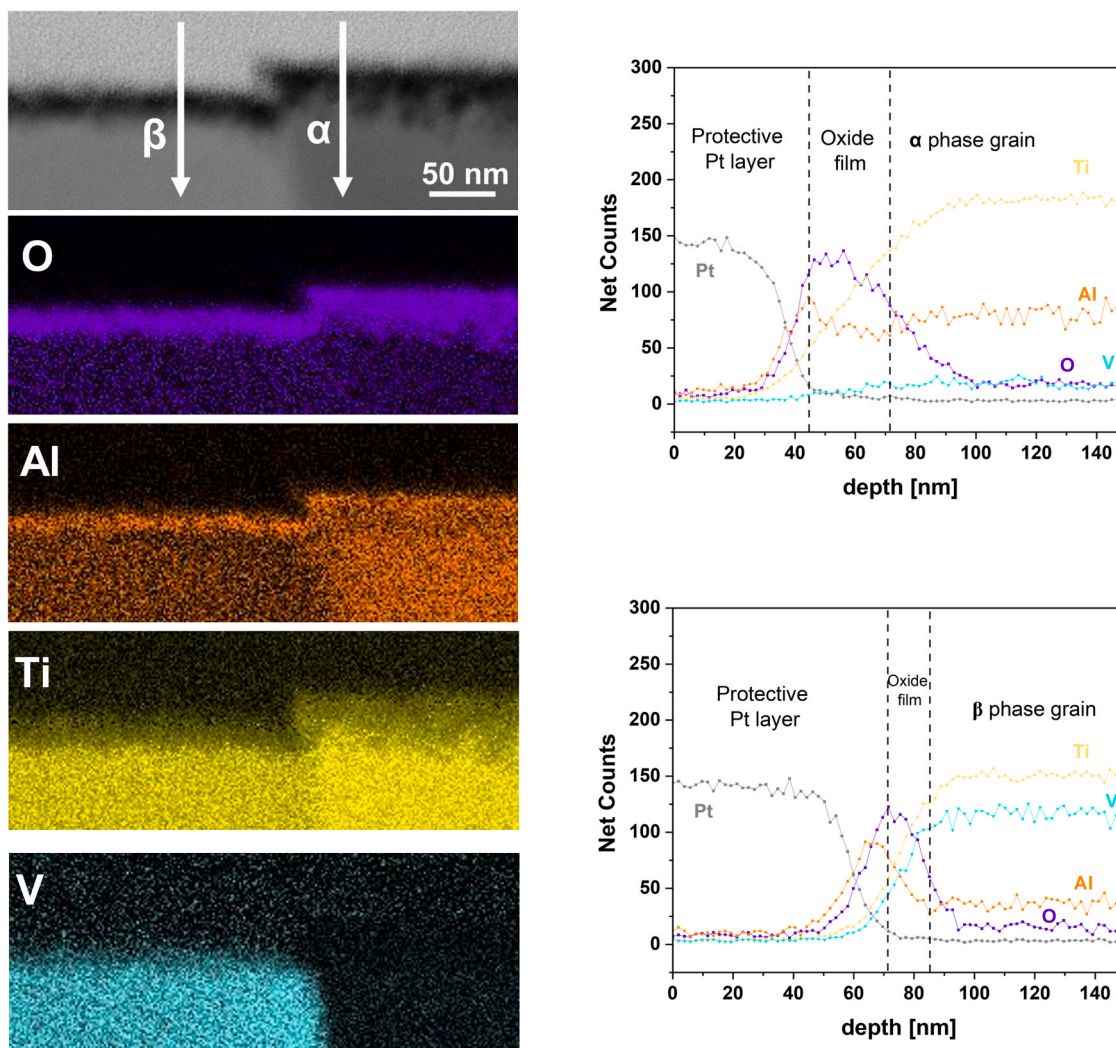 β
α
50 nm
O
Al
Ti
V
300
250
200
150
100
50
0
Net Counts
Protective
Pt layer
Oxide
film
α phase grain
Ti
Pt
Al
O
V
0 20 40 60 80 100 120 140
depth [nm]
300
250
200
150
100
50
0
Net Counts
Protective
Pt layer
Oxide
film
β phase grain
Ti
V
Pt
Al
O
0 20 40 60 80 100 120 140
depth [nm]